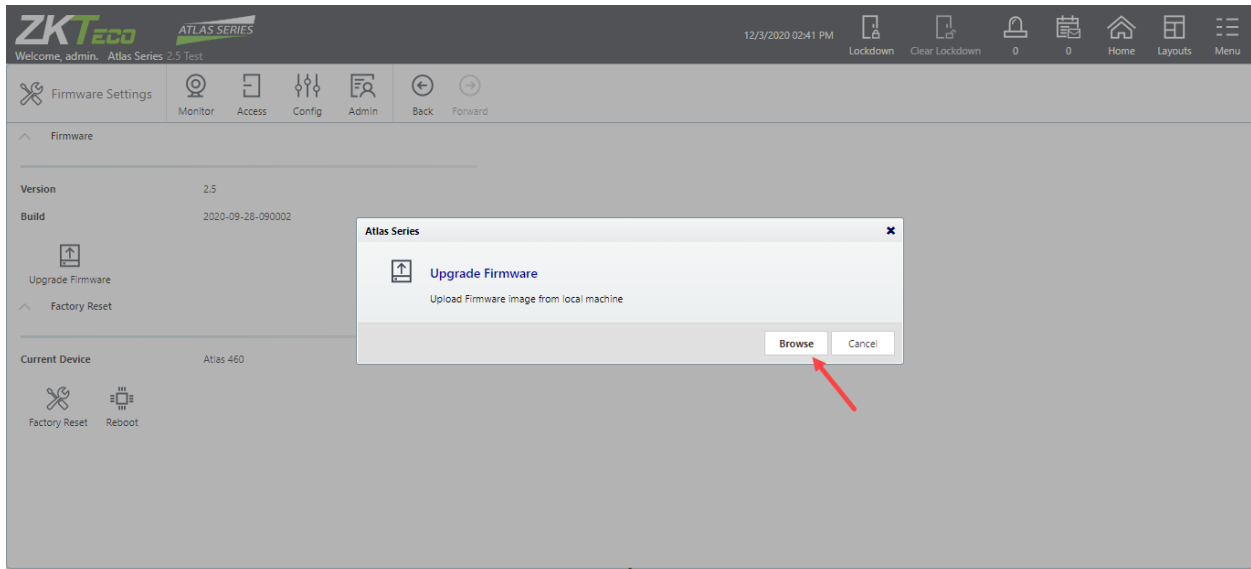 ZKTECO ATLAS SERIES
Welcome, admin. Atlas Series 2.5 Test
12/3/2020 02:41 PM
Lockdown Clear Lockdown 0 0 Home Layouts Menu
Firmware Settings
Monitor Access Config Admin Back Forward
Firmware
Version 2.5
Build 2020-09-28-090002
Upgrade Firmware
Factory Reset
Current Device Atlas 460
Factory Reset Reboot
Atlas Series
Upgrade Firmware
Upload Firmware image from local machine
Browse Cancel